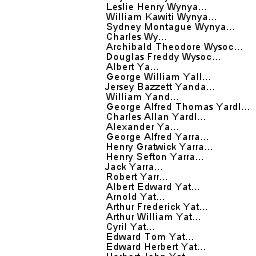 Leslie Henry Wynya...
William Kawiti Wynya...
Sydney Montague Wynya...
Charles Wy...
Archibald Theodore Wysoc...
Douglas Freddy Wysoc...
Albert Ya...
George William Yall...
Jersey Bazzett Yanda...
William Yand...
George Alfred Thomas Yardl...
Charles Allan Yardl...
Alexander Ya...
George Alfred Yarra...
Henry Gratwick Yarra...
Henry Sefton Yarra...
Jack Yarra...
Robert Yarr...
Albert Edward Yat...
Arnold Yat...
Arthur Frederick Yat...
Arthur William Yat...
Cyril Yat...
Edward Tom Yat...
Edward Herbert Yat...
Herbert John Yat...